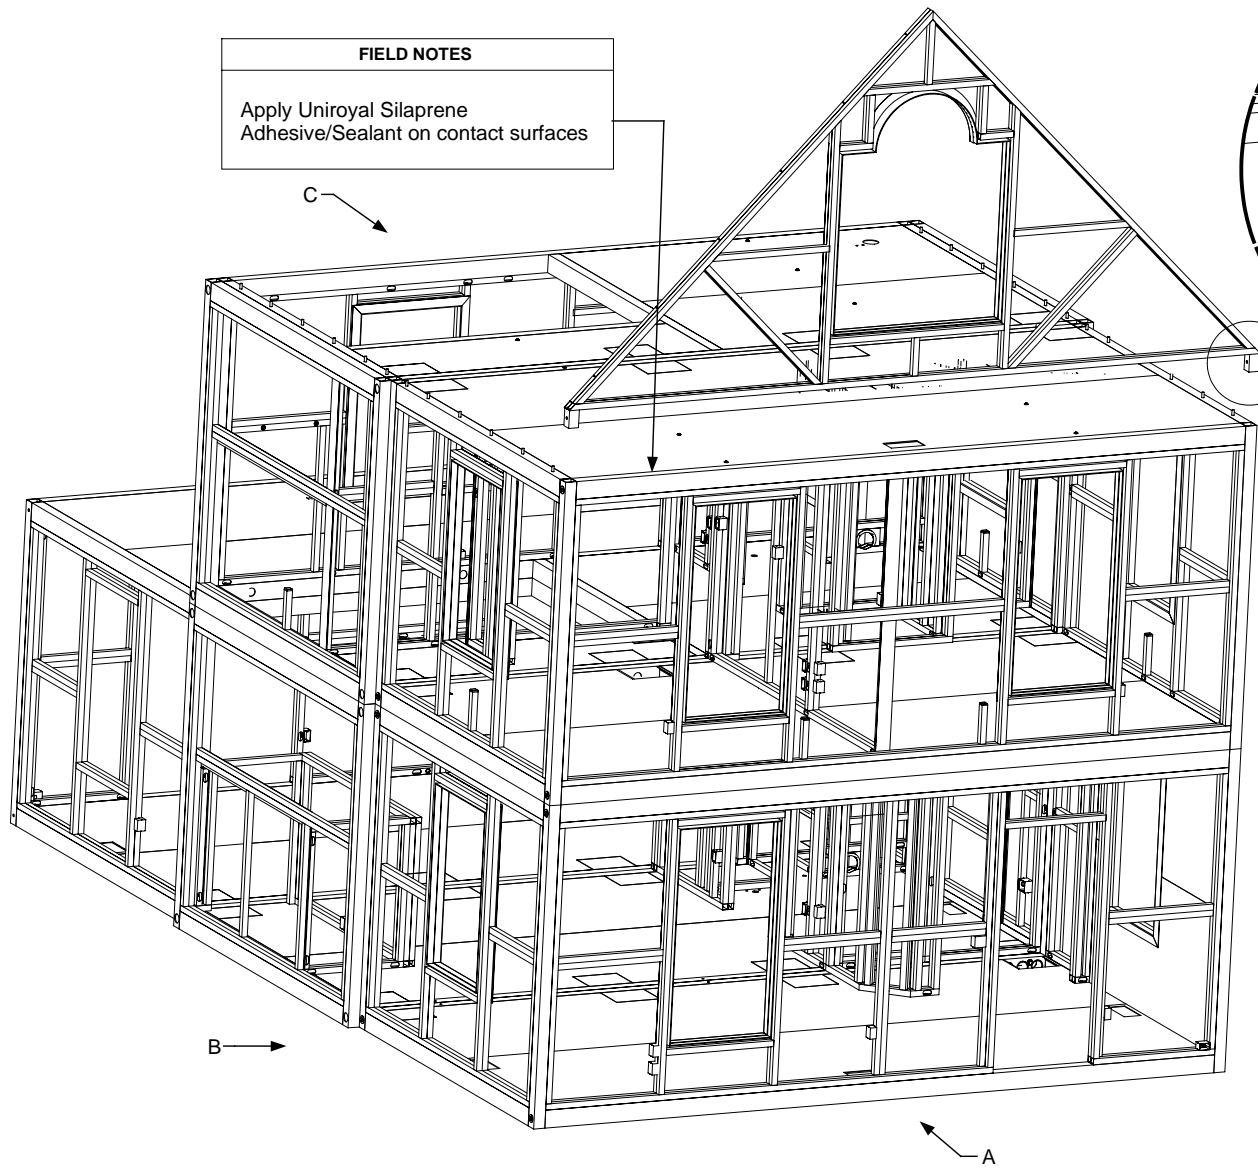 FIELD NOTES
Apply Uniroyal Silaprene
Adhesive/Sealant on contact surfaces
C
B
A